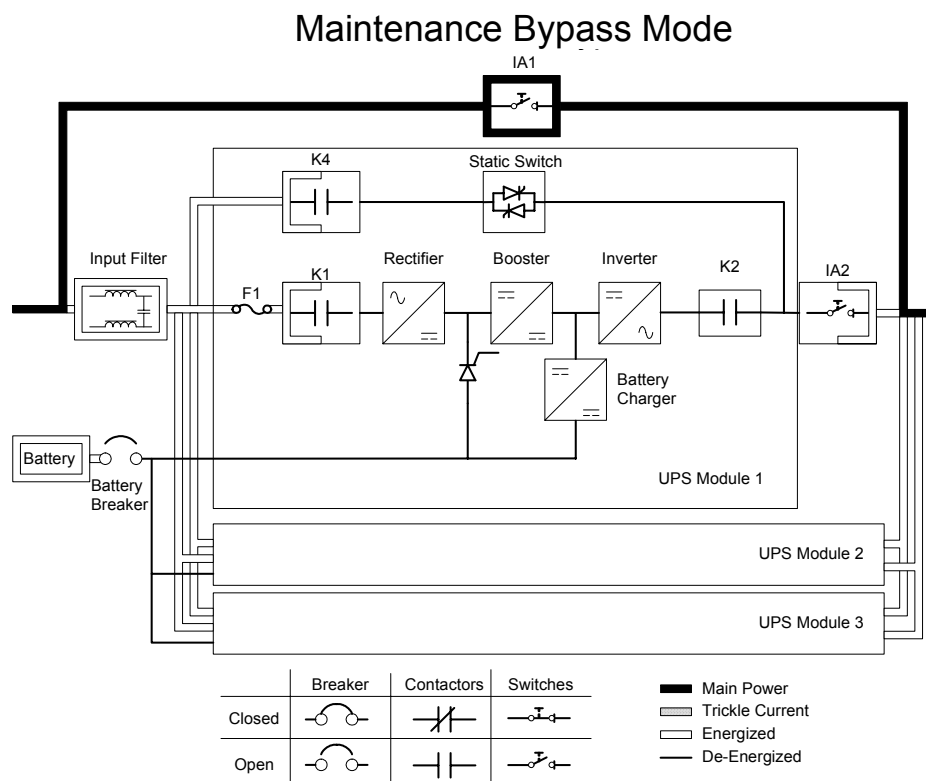 Maintenance Bypass Mode
IA1
K4
Static Switch
Input Filter
F1
K1
Rectifier
Booster
Inverter
K2
IA2
Battery
Charger
Battery
Battery
Breaker
UPS Module 1
UPS Module 2
UPS Module 3
Breaker Contactors Switches
Closed
Open
Main Power
Trickle Current
Energized
De-Energized